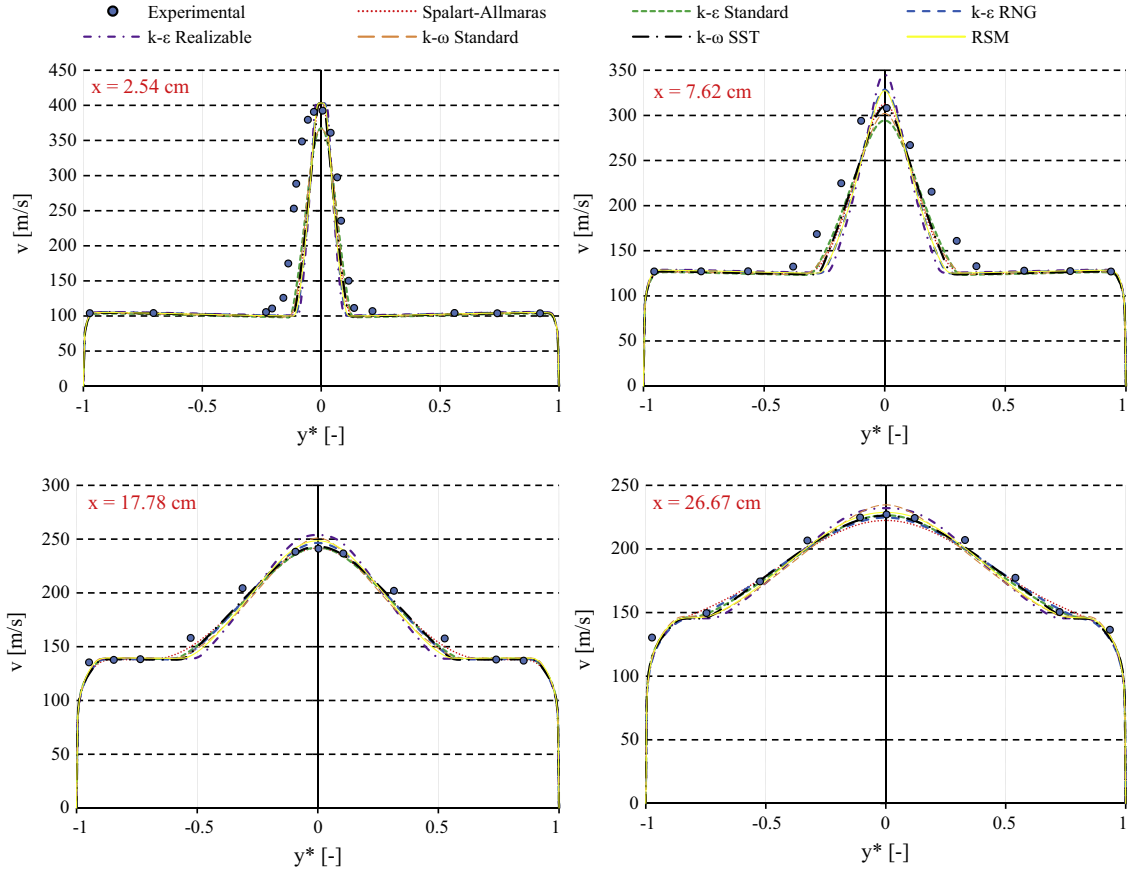 Experimental Spalart-Allmaras k-ε Standard k-ε RNG
k-ε Realizable k-ω Standard k-ω SST RSM
x = 2.54 cm
450
400
350
300
250
200
150
100
50
0
v [m/s]
-1 -0.5 0 0.5 1
y* [-]
x = 7.62 cm
350
300
250
200
150
100
50
0
v [m/s]
-1 -0.5 0 0.5 1
y* [-]
x = 17.78 cm
300
250
200
150
100
50
0
v [m/s]
-1 -0.5 0 0.5 1
y* [-]
x = 26.67 cm
250
200
150
100
50
0
v [m/s]
-1 -0.5 0 0.5 1
y* [-]